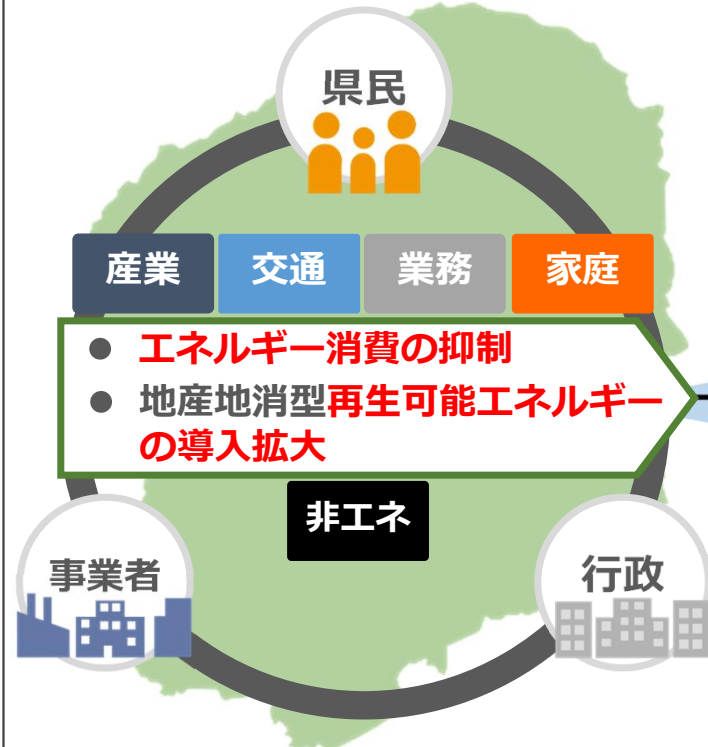 県民
産業
交通
業務
家庭
● エネルギー消費の抑制
● 地産地消型再生可能エネルギー
の導入拡大
非エネ
事業者
行政